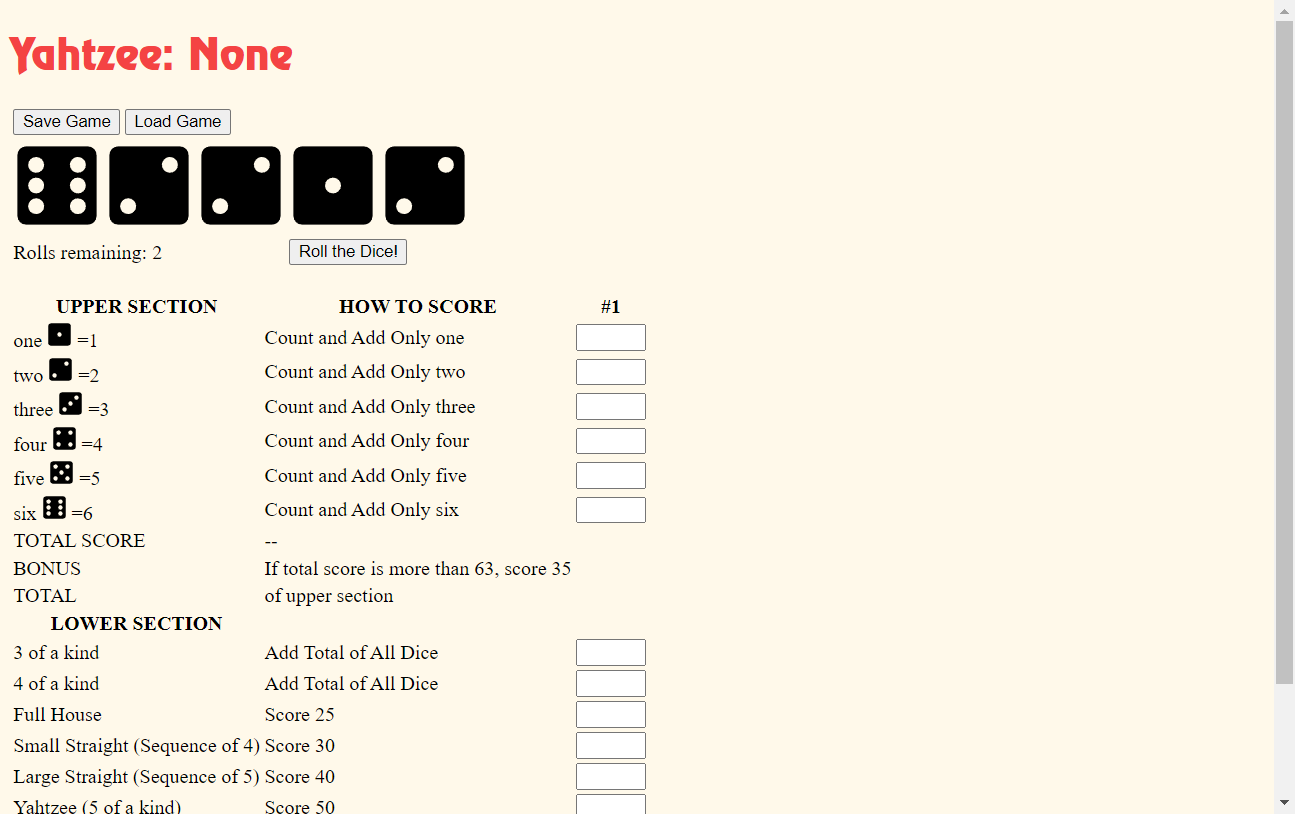 Yahtzee: None
Save Game Load Game
Rolls remaining: 2 Roll the Dice!
UPPER SECTION HOW TO SCORE #1
one =1 Count and Add Only one
two =2 Count and Add Only two
three =3 Count and Add Only three
four =4 Count and Add Only four
five =5 Count and Add Only five
six =6 Count and Add Only six
TOTAL SCORE --
BONUS If total score is more than 63, score 35
TOTAL of upper section
LOWER SECTION
3 of a kind Add Total of All Dice
4 of a kind Add Total of All Dice
Full House Score 25
Small Straight (Sequence of 4) Score 30
Large Straight (Sequence of 5) Score 40
Yahtzee (5 of a kind) Score 50